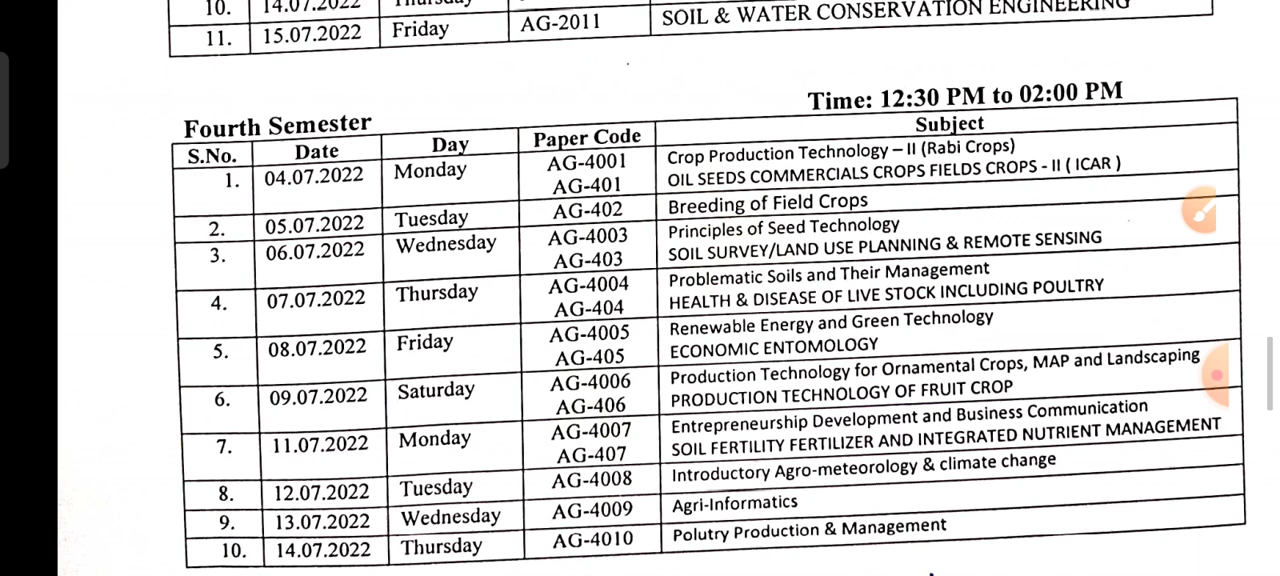 10. 14.07.2022 Thursday
11. 15.07.2022 Friday AG-2011 SOIL & WATER CONSERVATION ENGINEERING
Time: 12:30 PM to 02:00 PM
Fourth Semester
S.No. Date Day Paper Code Subject
1. 04.07.2022 Monday AG-4001 Crop Production Technology – II (Rabi Crops)
AG-401 OIL SEEDS COMMERCIALS CROPS FIELDS CROPS - II ( ICAR )
2. 05.07.2022 Tuesday AG-402 Breeding of Field Crops
3. 06.07.2022 Wednesday AG-4003 Principles of Seed Technology
AG-403 SOIL SURVEY/LAND USE PLANNING & REMOTE SENSING
4. 07.07.2022 Thursday AG-4004 Problematic Soils and Their Management
AG-404 HEALTH & DISEASE OF LIVE STOCK INCLUDING POULTRY
5. 08.07.2022 Friday AG-4005 Renewable Energy and Green Technology
AG-405 ECONOMIC ENTOMOLOGY
6. 09.07.2022 Saturday AG-4006 Production Technology for Ornamental Crops, MAP and Landscaping
AG-406 PRODUCTION TECHNOLOGY OF FRUIT CROP
7. 11.07.2022 Monday AG-4007 Entrepreneurship Development and Business Communication
AG-407 SOIL FERTILITY FERTILIZER AND INTEGRATED NUTRIENT MANAGEMENT
8. 12.07.2022 Tuesday AG-4008 Introductory Agro-meteorology & climate change
9. 13.07.2022 Wednesday AG-4009 Agri-Informatics
10. 14.07.2022 Thursday AG-4010 Polutry Production & Management